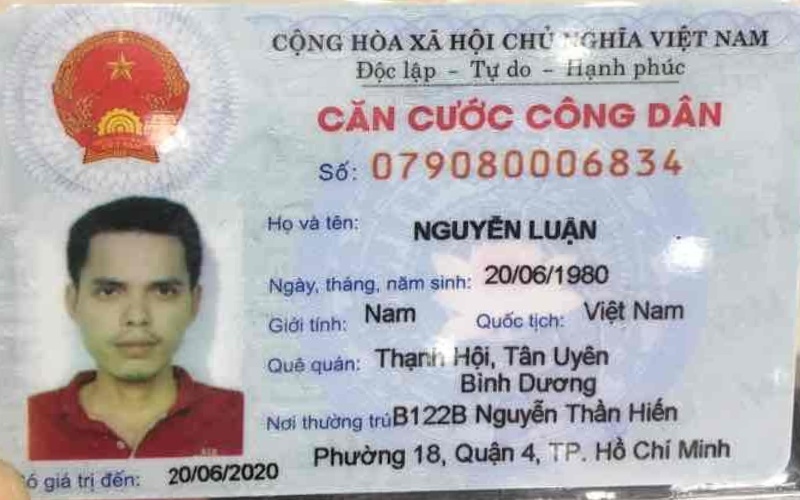 CỘNG HÒA XÃ HỘI CHỦ NGHĨA VIỆT NAM
Độc lập - Tự do - Hạnh phúc
CĂN CƯỚC CÔNG DÂN
Số: 079080006834
Họ và tên: NGUYỄN LUẬN
Ngày, tháng, năm sinh: 20/06/1980
Giới tính: Nam Quốc tịch: Việt Nam
Quê quán: Thạnh Hội, Tân Uyên
Bình Dương
Nơi thường trú B122B Nguyễn Thần Hiến
Phường 18, Quận 4, TP. Hồ Chí Minh
ó giá trị đến: 20/06/2020